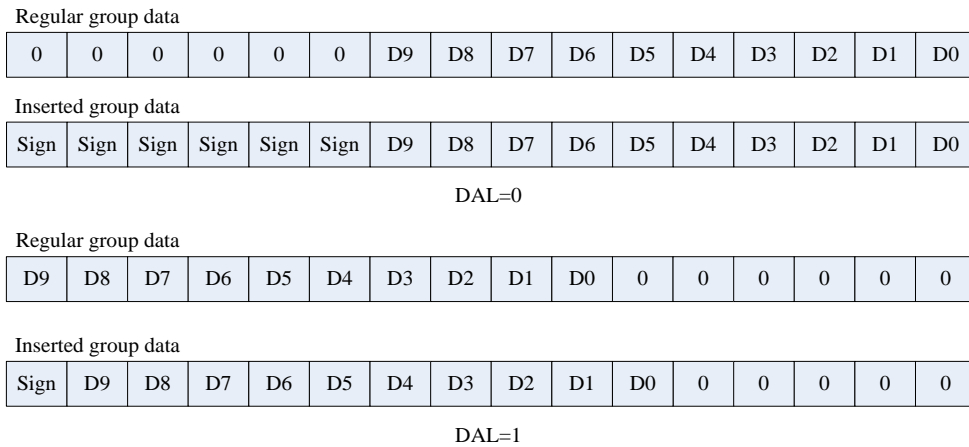 Regular group data
0 0 0 0 0 0 D9 D8 D7 D6 D5 D4 D3 D2 D1 D0
Inserted group data
Sign Sign Sign Sign Sign Sign D9 D8 D7 D6 D5 D4 D3 D2 D1 D0
DAL=0
Regular group data
D9 D8 D7 D6 D5 D4 D3 D2 D1 D0 0 0 0 0 0 0
Inserted group data
Sign D9 D8 D7 D6 D5 D4 D3 D2 D1 D0 0 0 0 0 0
DAL=1